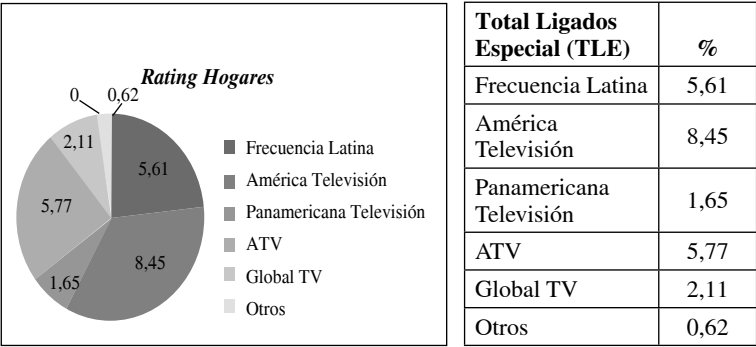 Rating Hogares
0
0,62
2,11
5,61
5,77
8,45
1,65
Frecuencia Latina
América Televisión
Panamericana Televisión
ATV
Global TV
Otros
Total Ligados
Especial (TLE) %
Frecuencia Latina 5,61
América
Televisión 8,45
Panamericana
Televisión 1,65
ATV 5,77
Global TV 2,11
Otros 0,62